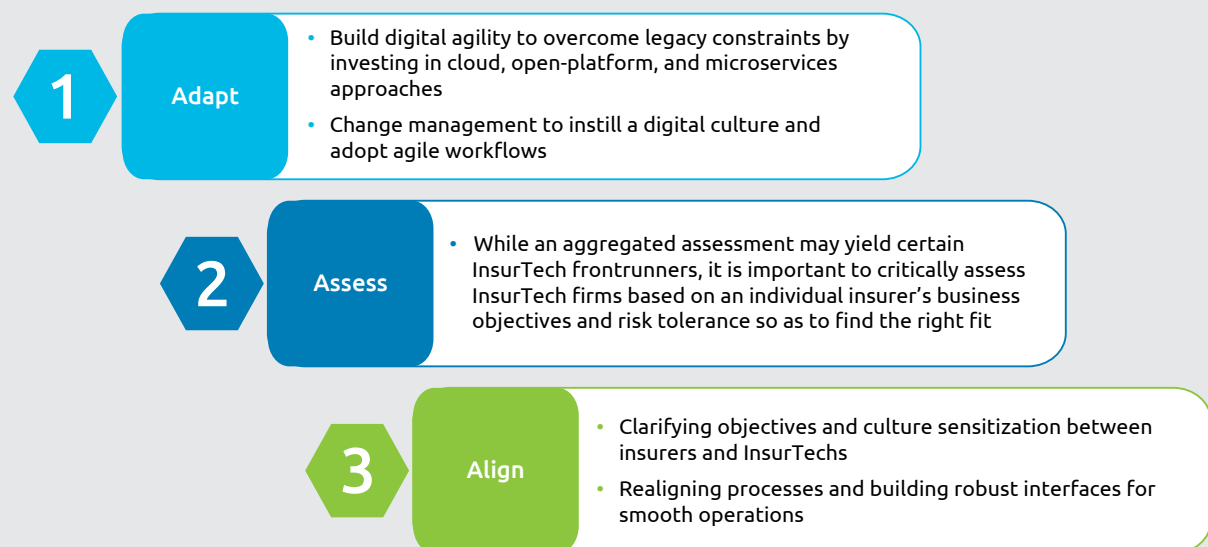 1
Adapt
• Build digital agility to overcome legacy constraints by
investing in cloud, open-platform, and microservices
approaches
• Change management to instill a digital culture and
adopt agile workflows
2
Assess
• While an aggregated assessment may yield certain
InsurTech frontrunners, it is important to critically assess
InsurTech firms based on an individual insurer’s business
objectives and risk tolerance so as to find the right fit
3
Align
• Clarifying objectives and culture sensitization between
insurers and InsurTechs
• Realigning processes and building robust interfaces for
smooth operations